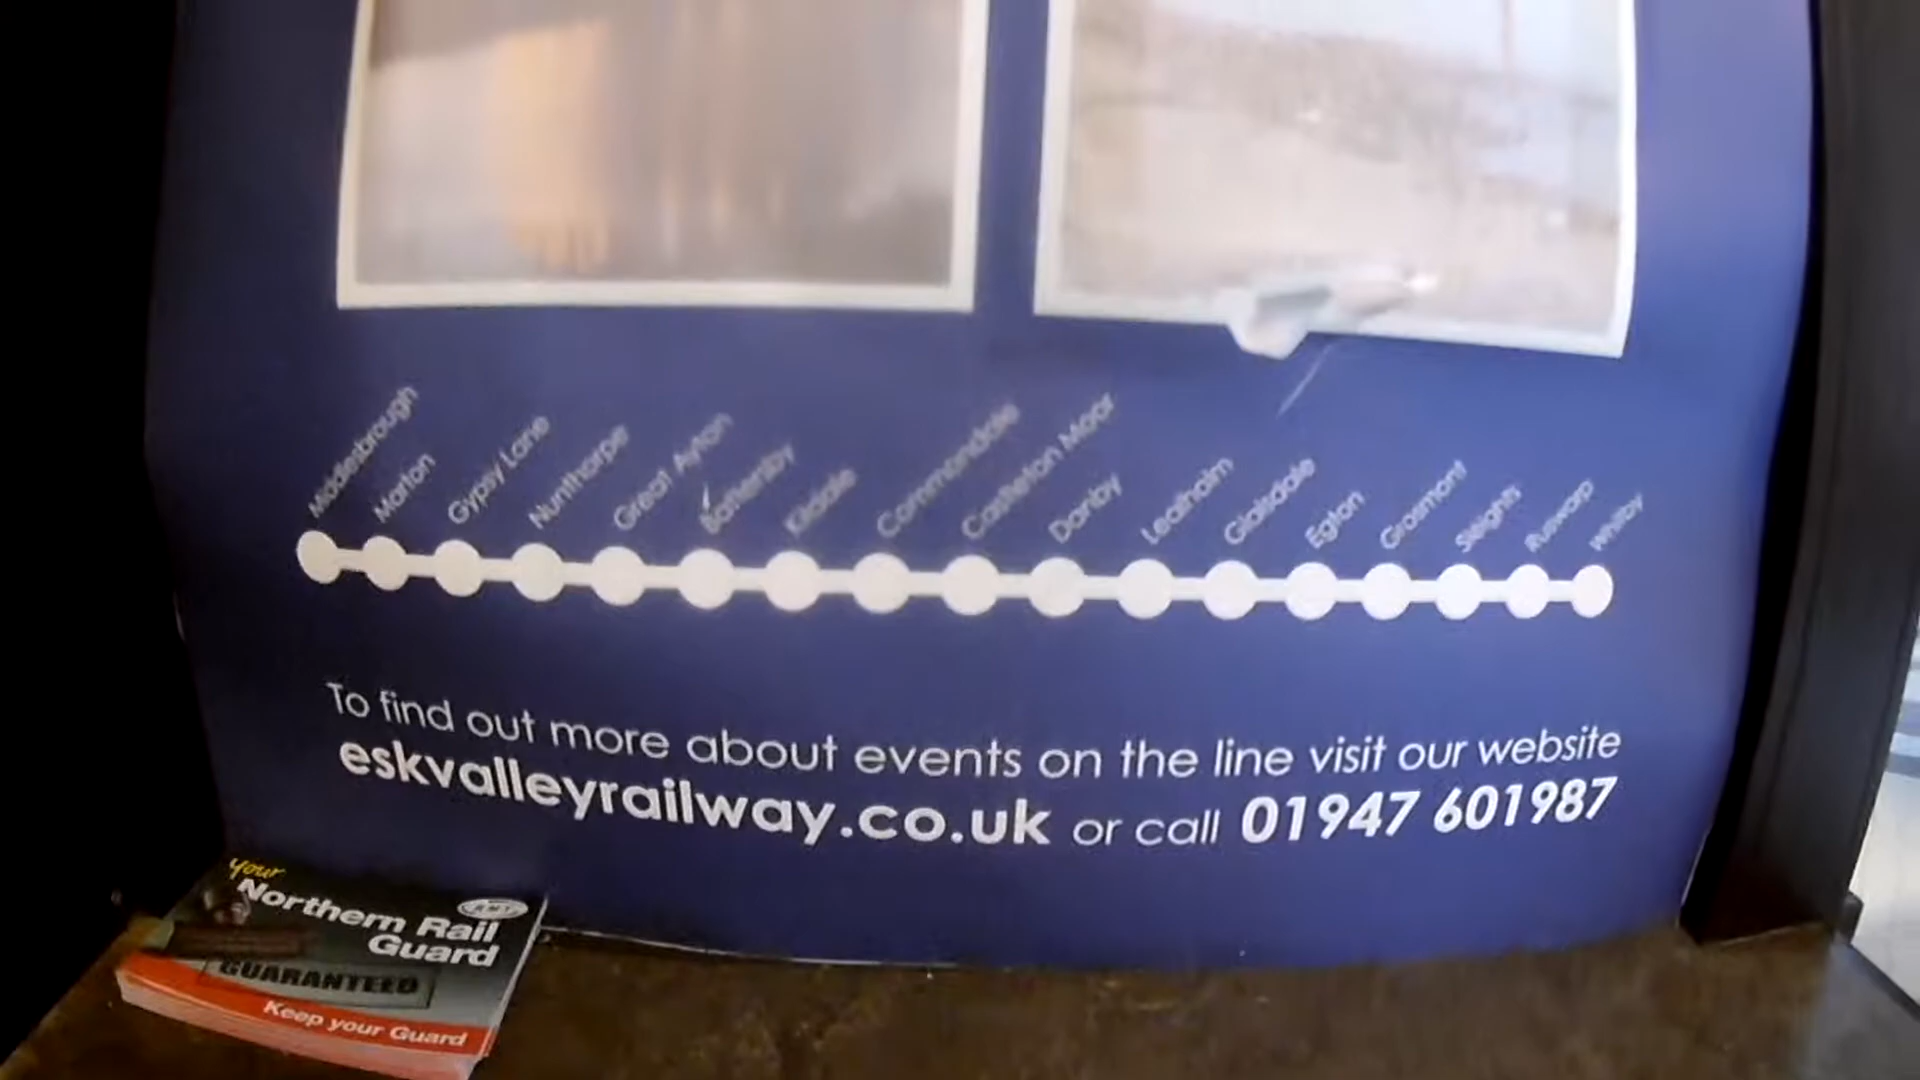 Middlesbrough
Marton
Gypsy Lane
Nunthorpe
Great Ayton
Battersby
Kildale
Commondale
Castleton Moor
Danby
Lealholm
Glaisdale
Egton
Grosmont
Sleights
Ruswarp
Whitby
To find out more about events on the line visit our website
eskvalleyrailway.co.uk or call 01947 601987
your
Northern Rail
Guard
RMT
GUARANTEED
Keep your Guard